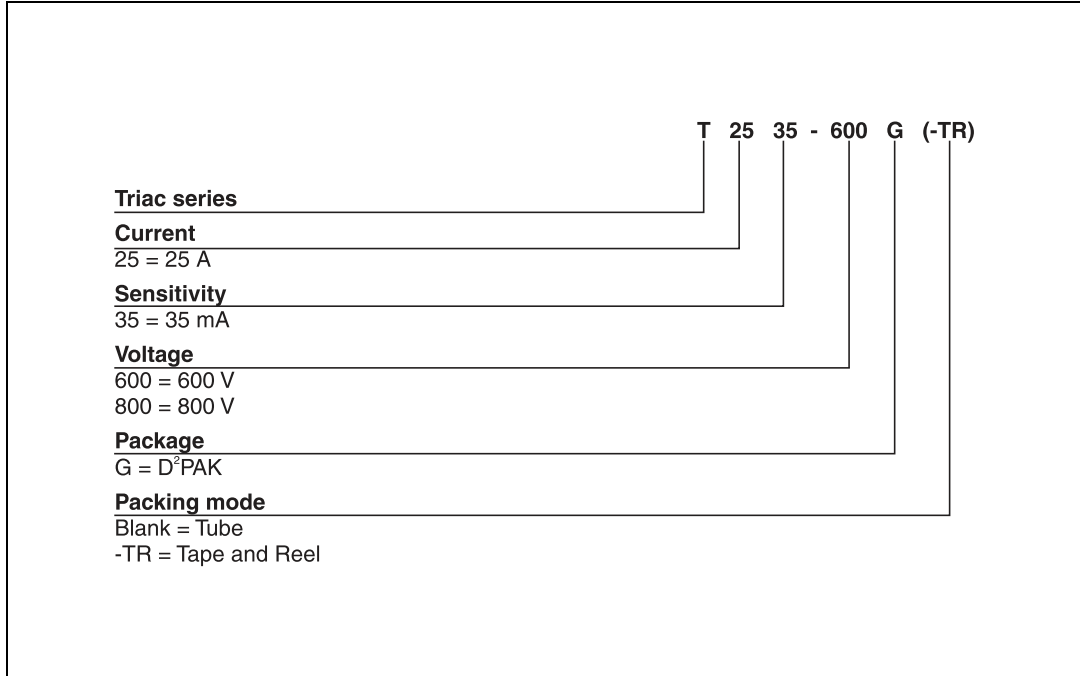 T 25 35 - 600 G (-TR)
Triac series
Current
25 = 25 A
Sensitivity
35 = 35 mA
Voltage
600 = 600 V
800 = 800 V
Package
G = D²PAK
Packing mode
Blank = Tube
-TR = Tape and Reel